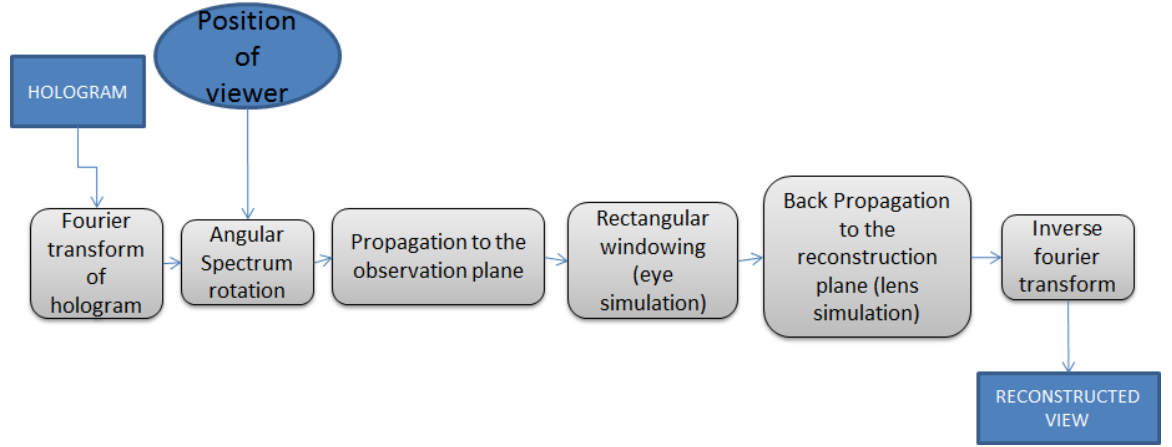 HOLOGRAM
Position
of
viewer
Fourier
transform
of
hologram
Angular
Spectrum
rotation
Propagation to the
observation plane
Rectangular
windowing
(eye
simulation)
Back Propagation
to the
reconstruction
plane (lens
simulation)
Inverse
fourier
transform
RECONSTRUCTED
VIEW